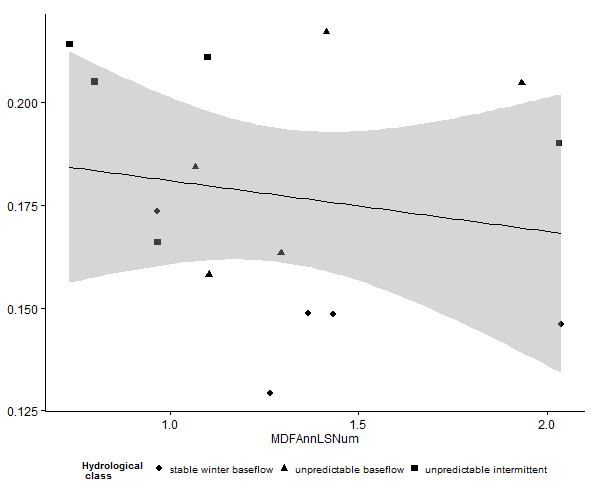 0.200
0.175
0.150
0.125
1.0 1.5 2.0
MDFAnnLSNum
Hydrological
class
stable winter baseflow unpredictable baseflow unpredictable intermittent